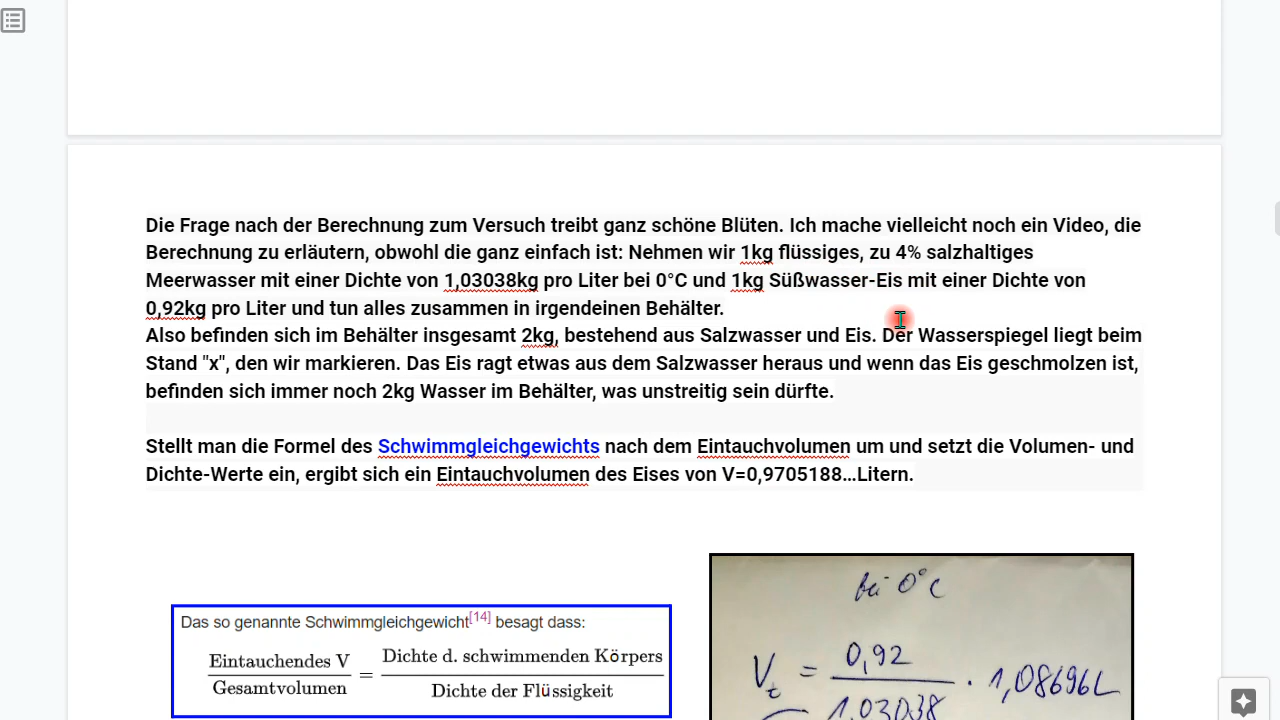 Die Frage nach der Berechnung zum Versuch treibt ganz schöne Blüten. Ich mache vielleicht noch ein Video, die
Berechnung zu erläutern, obwohl die ganz einfach ist: Nehmen wir 1kg flüssiges, zu 4% salzhaltiges
Meerwasser mit einer Dichte von 1,03038kg pro Liter bei 0°C und 1kg Süßwasser-Eis mit einer Dichte von
0,92kg pro Liter und tun alles zusammen in irgendeinen Behälter.
Also befinden sich im Behälter insgesamt 2kg, bestehend aus Salzwasser und Eis. Der Wasserspiegel liegt beim
Stand "x", den wir markieren. Das Eis ragt etwas aus dem Salzwasser heraus und wenn das Eis geschmolzen ist,
befinden sich immer noch 2kg Wasser im Behälter, was unstreitig sein dürfte.
Stellt man die Formel des Schwimmgleichgewichts nach dem Eintauchvolumen um und setzt die Volumen- und
Dichte-Werte ein, ergibt sich ein Eintauchvolumen des Eises von V=0,9705188...Litern.
Das so genannte Schwimmgleichgewicht[14] besagt dass:
Eintauchendes V / Gesamtvolumen = Dichte d. schwimmenden Körpers / Dichte der Flüssigkeit
bei 0°C
Vt = 0,92 / 1,03038 · 1,08696L